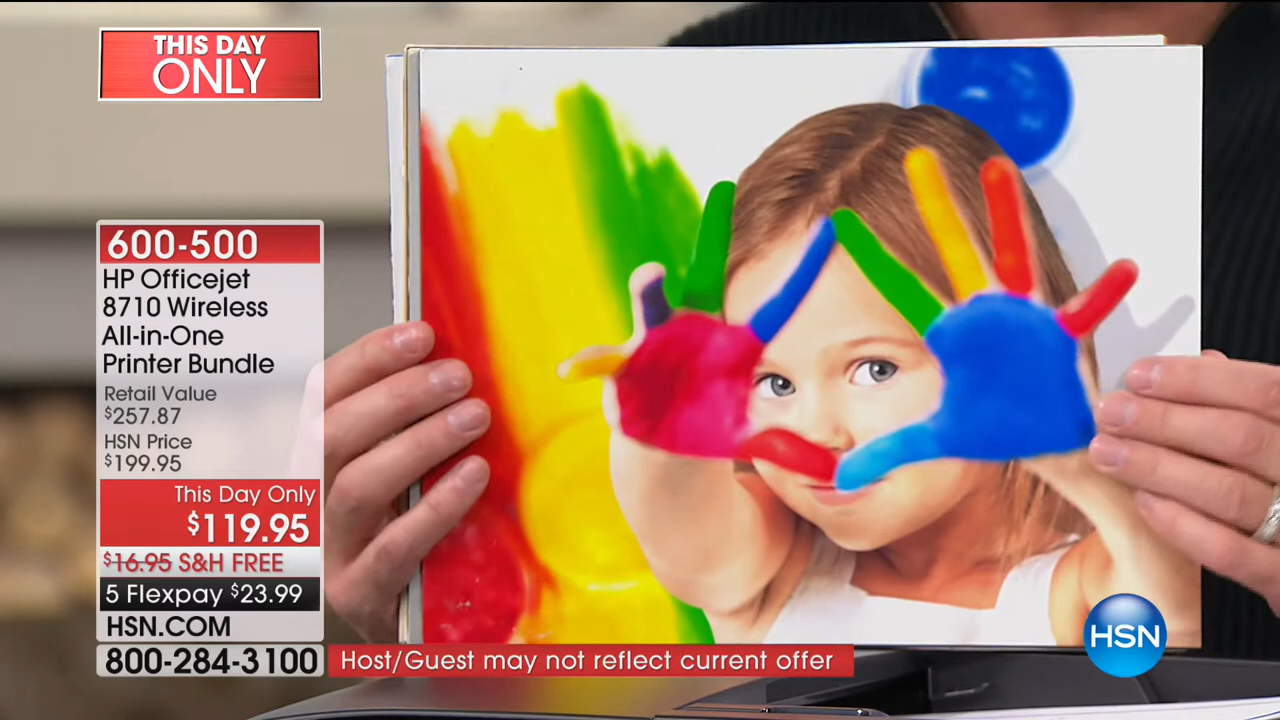 THIS DAY
ONLY
600-500
HP Officejet
8710 Wireless
All-in-One
Printer Bundle
Retail Value
$257.87
HSN Price
$199.95
This Day Only
$119.95
$16.95 S&H FREE
5 Flexpay $23.99
HSN.COM
800-284-3100
Host/Guest may not reflect current offer
HSN